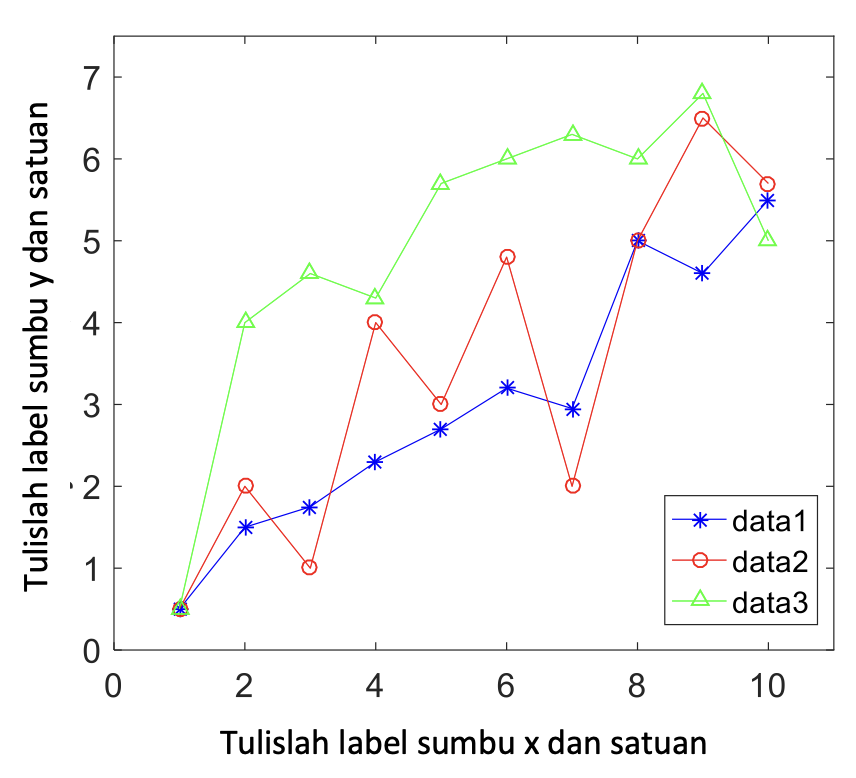 Tulislah label sumbu y dan satuan
7
6
5
4
3
2
1
0
0 2 4 6 8 10
data1
data2
data3
Tulislah label sumbu x dan satuan